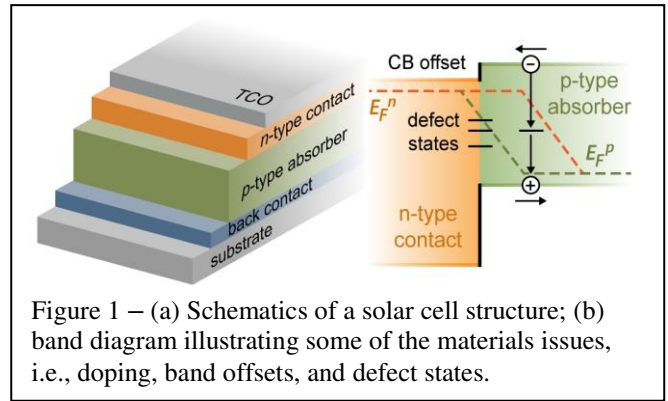 TCO
n-type contact
p-type absorber
back contact
substrate
CB offset
p-type
absorber
E_F^n
defect
states
E_F^p
n-type
contact
−
+
Figure 1 – (a) Schematics of a solar cell structure; (b)
band diagram illustrating some of the materials issues,
i.e., doping, band offsets, and defect states.